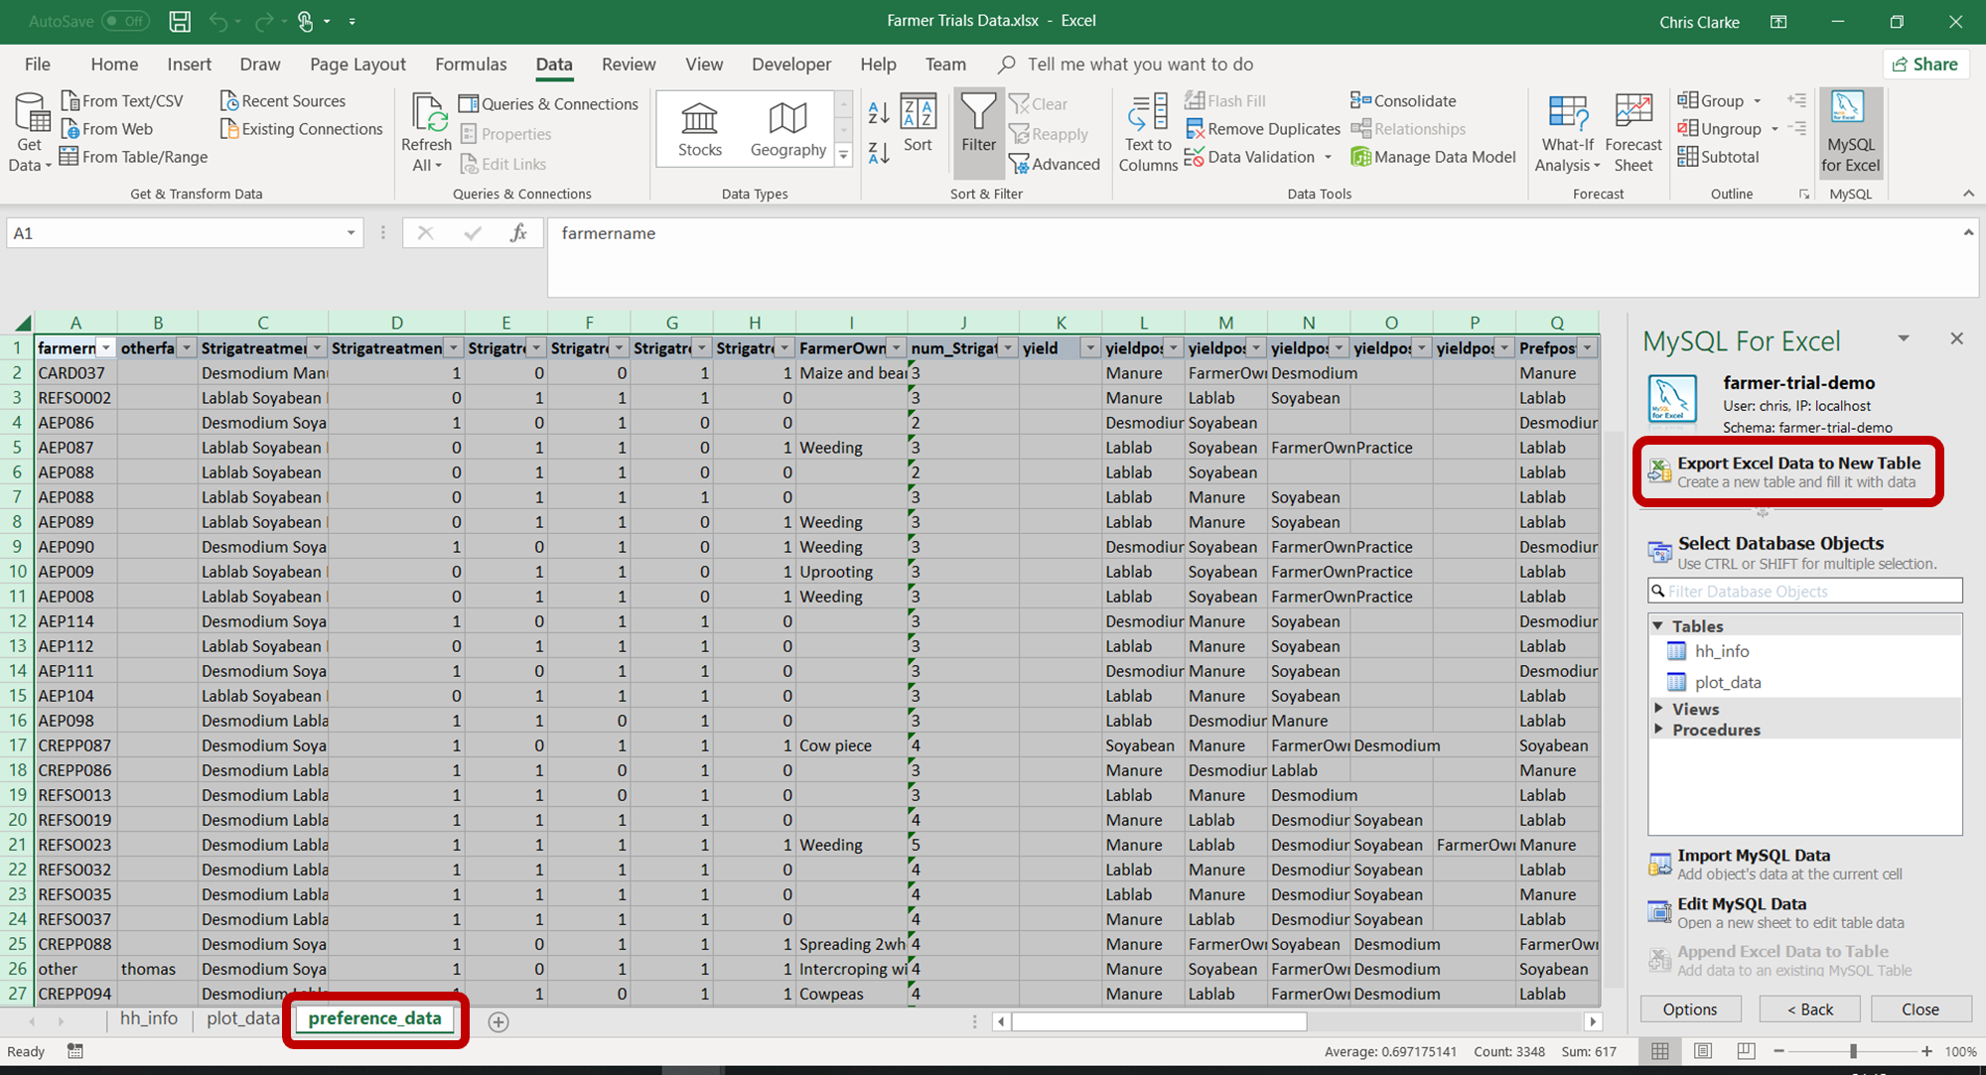 AutoSave Off
Farmer Trials Data.xlsx - Excel
Chris Clarke
File Home Insert Draw Page Layout Formulas Data Review View Developer Help Team Tell me what you want to do Share
Get Data
From Text/CSV
From Web
From Table/Range
Recent Sources
Existing Connections
Get & Transform Data
Refresh All
Queries & Connections
Properties
Edit Links
Queries & Connections
Stocks
Geography
Data Types
Sort
Filter
Clear
Reapply
Advanced
Sort & Filter
Text to Columns
Flash Fill
Remove Duplicates
Data Validation
Consolidate
Relationships
Manage Data Model
Data Tools
What-If Analysis
Forecast Sheet
Forecast
Group
Ungroup
Subtotal
Outline
MySQL for Excel
MySQL
A1
fx
farmername
A B C D E F G H I J K L M N O P Q
1 farmern otherfa Strigatreatmer Strigatreatmen Strigatr Strigatr Strigatr Strigatr FarmerOwn num_Strigat yield yieldpos yieldpos yieldpos yieldpos yieldpos Prefpos
2 CARD037 Desmodium Manu 1 0 0 1 1 Maize and bear 3 Manure FarmerOwn Desmodium Manure
3 REFSO002 Lablab Soyabean 0 1 1 1 0 3 Manure Lablab Soyabean Lablab
4 AEP086 Desmodium Soya 1 0 1 0 0 2 Desmodiur Soyabean Desmodiur
5 AEP087 Lablab Soyabean 0 1 1 0 1 Weeding 3 Lablab Soyabean FarmerOwnPractice Lablab
6 AEP088 Lablab Soyabean 0 1 1 0 0 2 Lablab Soyabean Lablab
7 AEP088 Lablab Soyabean 0 1 1 1 0 3 Lablab Manure Soyabean Lablab
8 AEP089 Lablab Soyabean 0 1 1 1 0 Weeding 3 Lablab Manure Soyabean Lablab
9 AEP090 Desmodium Soya 1 0 1 0 1 Weeding 3 Desmodiur Soyabean FarmerOwnPractice Desmodiur
10 AEP009 Lablab Soyabean 0 1 1 0 1 Uprooting 3 Lablab Soyabean FarmerOwnPractice Lablab
11 AEP008 Lablab Soyabean 0 1 1 0 1 Weeding 3 Lablab Soyabean FarmerOwnPractice Lablab
12 AEP114 Desmodium Soya 1 0 1 1 0 3 Desmodiur Manure Soyabean Desmodiur
13 AEP112 Lablab Soyabean 0 1 1 1 0 3 Lablab Manure Soyabean Lablab
14 AEP111 Desmodium Soya 1 0 1 1 0 3 Desmodiur Manure Soyabean Desmodiur
15 AEP104 Lablab Soyabean 0 1 1 1 0 3 Lablab Manure Soyabean Lablab
16 AEP098 Desmodium Labla 1 1 0 1 0 3 Lablab Desmodiur Manure Lablab
17 CREPP087 Desmodium Soya 1 0 1 1 1 Cow piece 4 Soyabean Manure FarmerOwn Desmodium Soyabean
18 CREPP086 Desmodium Labla 1 1 0 1 0 3 Manure Desmodiur Lablab Manure
19 REFSO013 Desmodium Labla 1 1 0 1 0 3 Lablab Manure Desmodium Lablab
20 REFSO019 Desmodium Labla 1 1 1 1 0 4 Manure Lablab Desmodiur Soyabean Lablab
21 REFSO023 Desmodium Labla 1 1 1 1 1 Weeding 5 Manure Lablab Desmodiur Soyabean FarmerOwn Manure
22 REFSO032 Desmodium Labla 1 1 1 1 0 4 Lablab Manure Desmodiur Soyabean Lablab
23 REFSO035 Desmodium Labla 1 1 1 1 0 4 Lablab Manure Desmodiur Soyabean Manure
24 REFSO037 Desmodium Labla 1 1 1 1 0 4 Manure Lablab Desmodiur Soyabean Lablab
25 CREPP088 Desmodium Soya 1 0 1 1 1 Spreading 2wh 4 Manure FarmerOwn Soyabean Desmodium FarmerOwn
26 other thomas Desmodium Soya 1 0 1 1 1 Intercroping wi 4 Manure Soyabean FarmerOwn Desmodium Soyabean
27 CREPP094 Desmodium Labla 1 1 0 1 1 Cowpeas 4 Manure Lablab FarmerOwn Desmodium Lablab
MySQL For Excel
farmer-trial-demo
User: chris, IP: localhost
Schema: farmer-trial-demo
Export Excel Data to New Table
Create a new table and fill it with data
Select Database Objects
Use CTRL or SHIFT for multiple selection.
Filter Database Objects
Tables
hh_info
plot_data
Views
Procedures
Import MySQL Data
Add object's data at the current cell
Edit MySQL Data
Open a new sheet to edit table data
Append Excel Data to Table
Add data to an existing MySQL Table
Options < Back Close
hh_info plot_data preference_data
Ready
Average: 0.697175141 Count: 3348 Sum: 617 100%